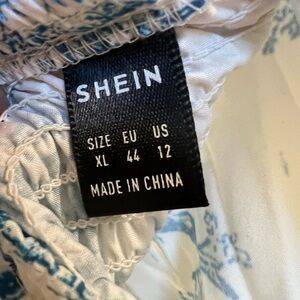 SHEIN
SIZE EU US
XL 44 12
MADE IN CHINA